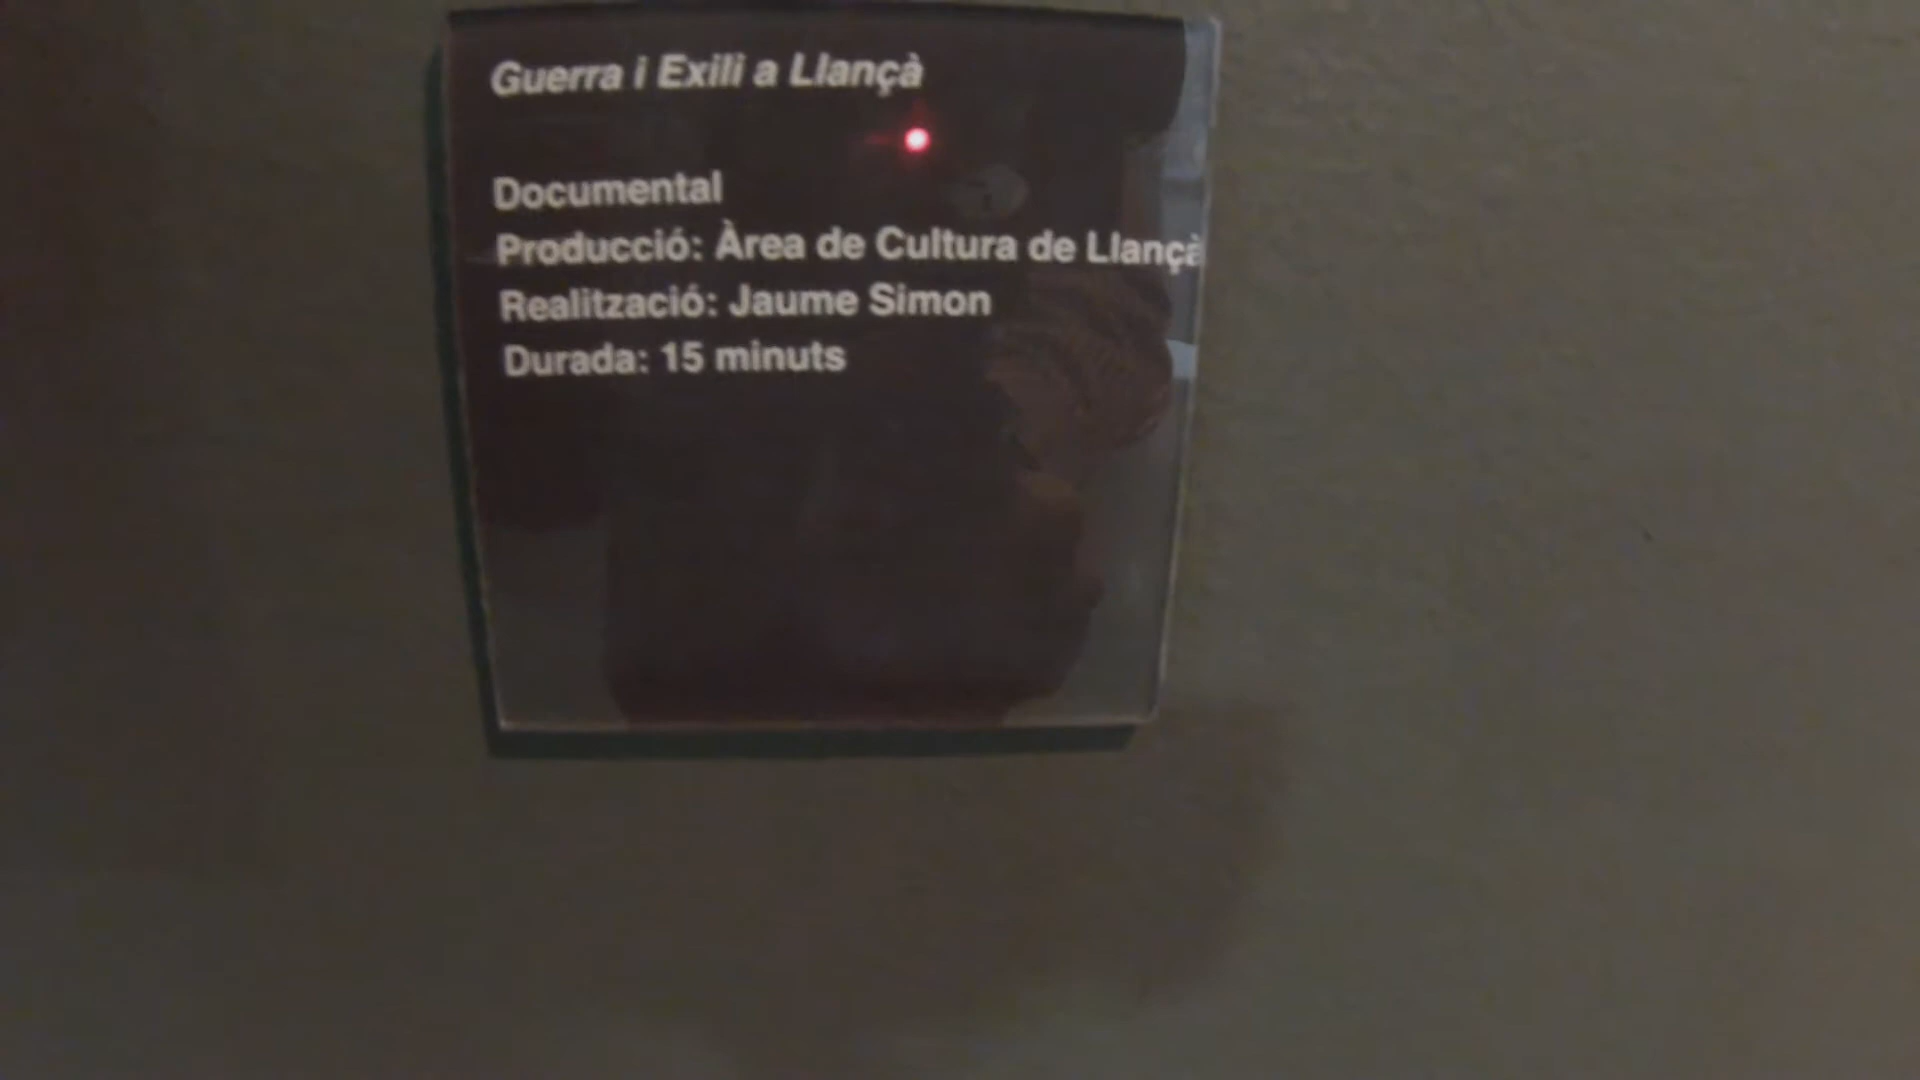 Guerra i Exili a Llançà
Documental
Producció: Àrea de Cultura de Llançà
Realització: Jaume Simon
Durada: 15 minuts